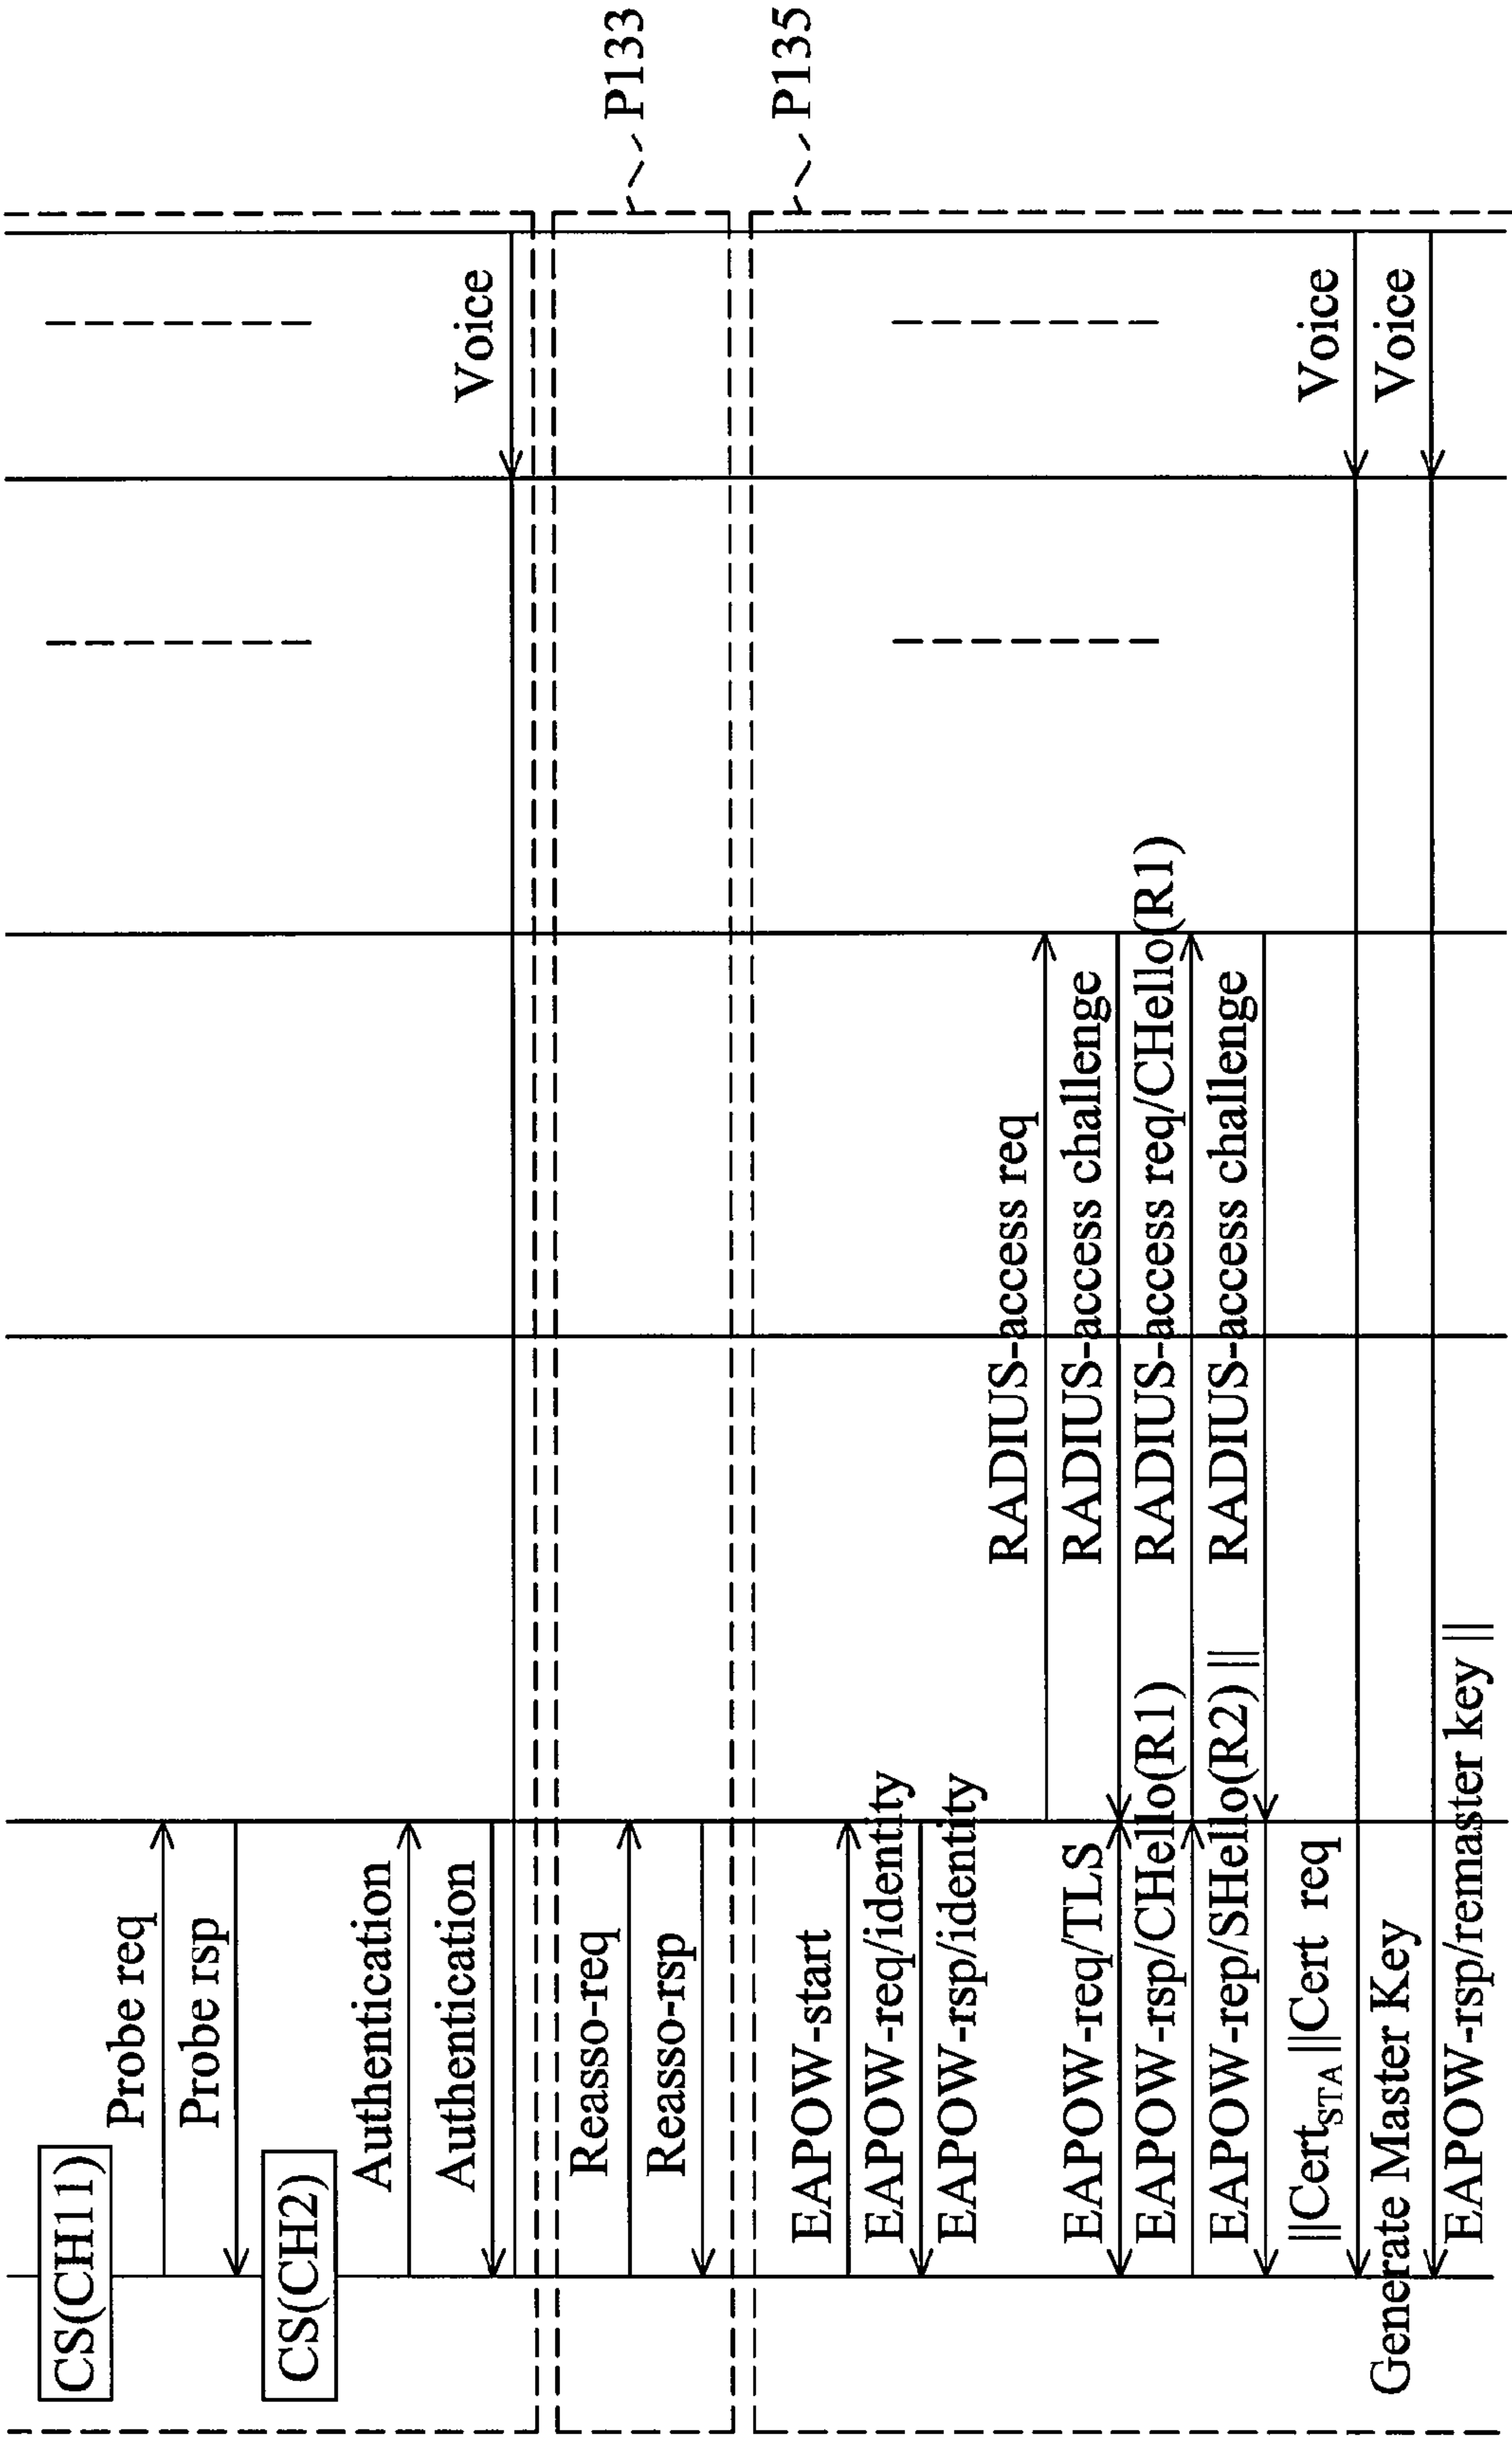 CS(CH11)
Probe req
Probe rsp
CS(CH2)
Authentication
Authentication
Voice
P133
Reasso-req
Reasso-rsp
P135
EAPOW-start
EAPOW-req/identity
EAPOW-rsp/identity
RADIUS-access req
EAPOW-req/TLS
RADIUS-access challenge
EAPOW-rsp/CHello(R1)
RADIUS-access req/CHello(R1)
EAPOW-rep/SHello(R2) ||
RADIUS-access challenge
||CertSTA||Cert req
Voice
Generate Master Key
Voice
EAPOW-rsp/remaster key ||